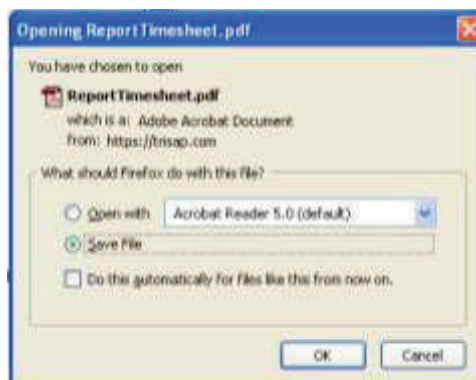 Opening ReportTimesheet.pdf
You have chosen to open
ReportTimesheet.pdf
which is a: Adobe Acrobat Document
from: https://trisap.com
What should Firefox do with this file?
Open with Acrobat Reader 5.0 (default)
Save File
Do this automatically for files like this from now on.
OK Cancel